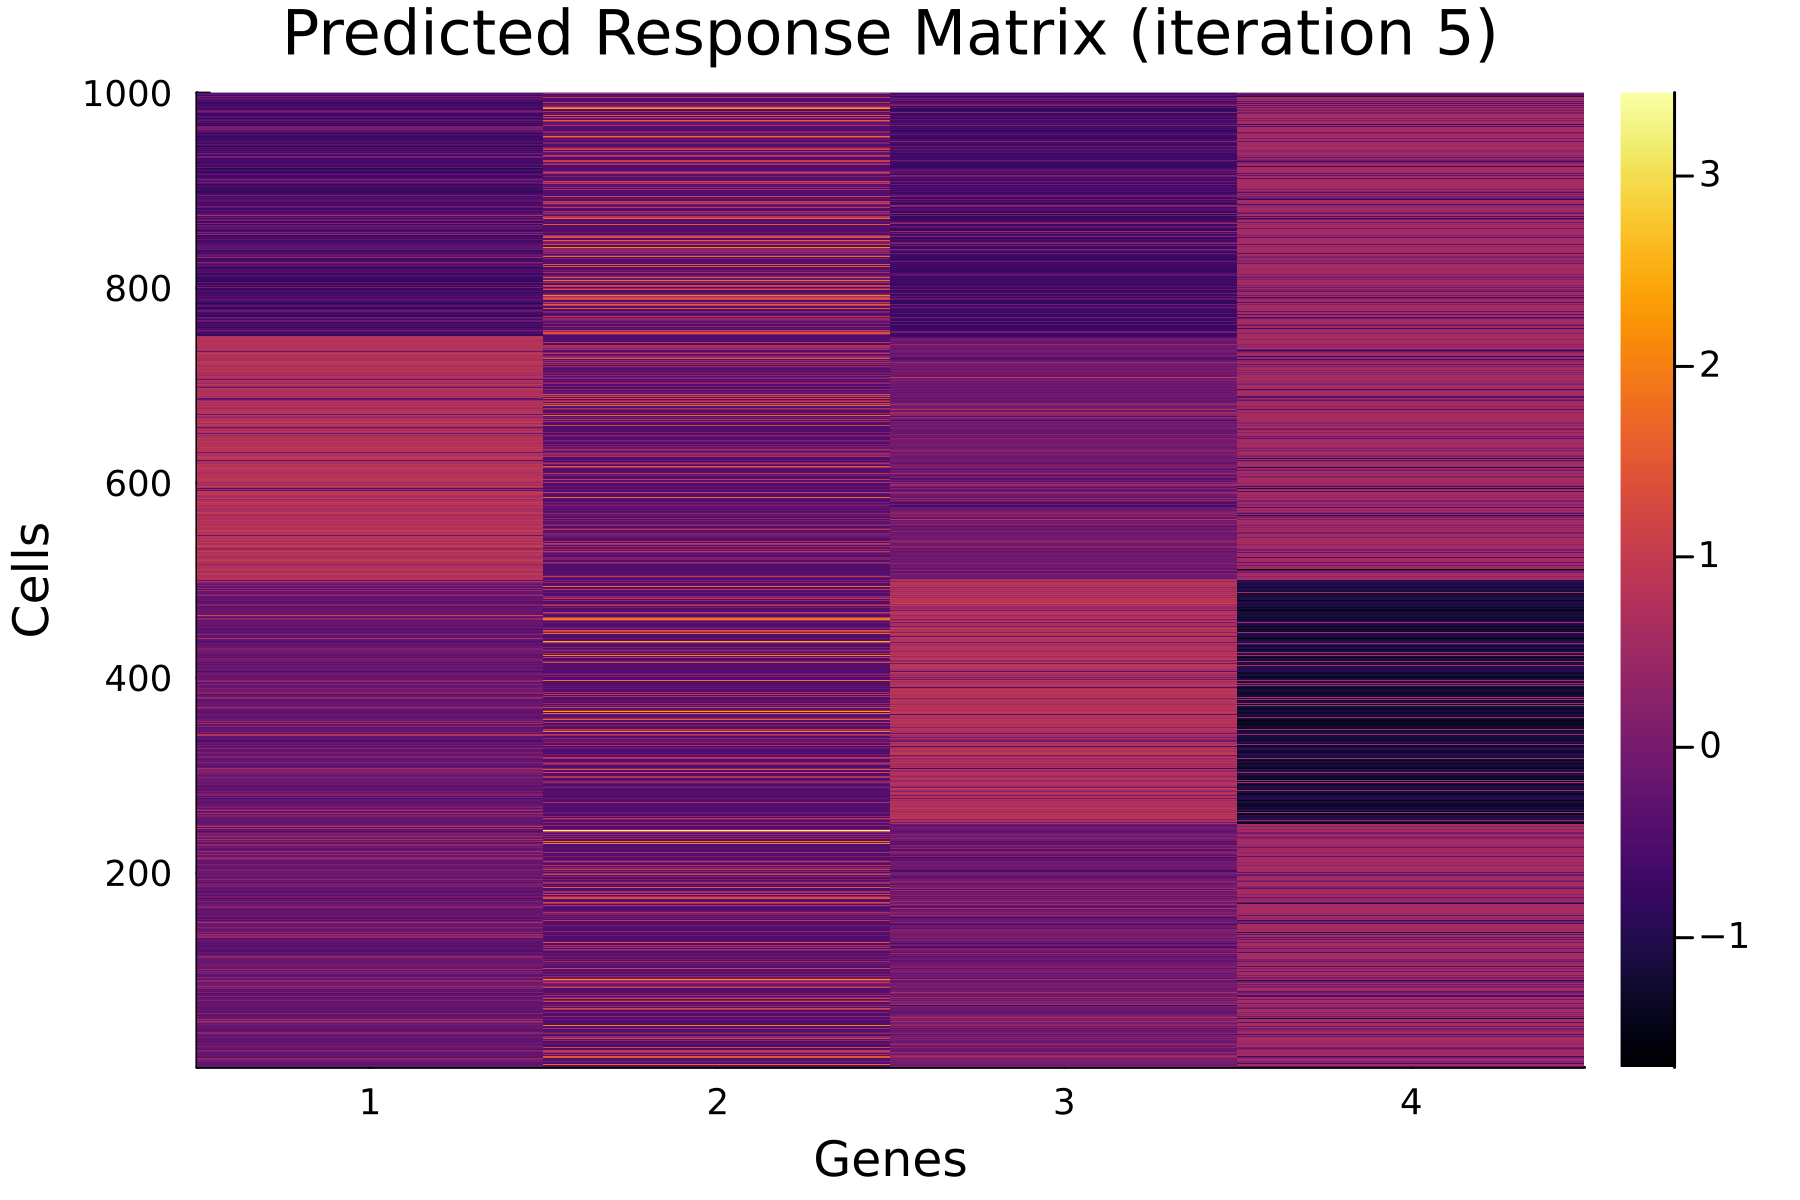 Predicted Response Matrix (iteration 5)
1000
800
600
400
200
Cells
1 2 3 4
Genes
3
2
1
0
−1